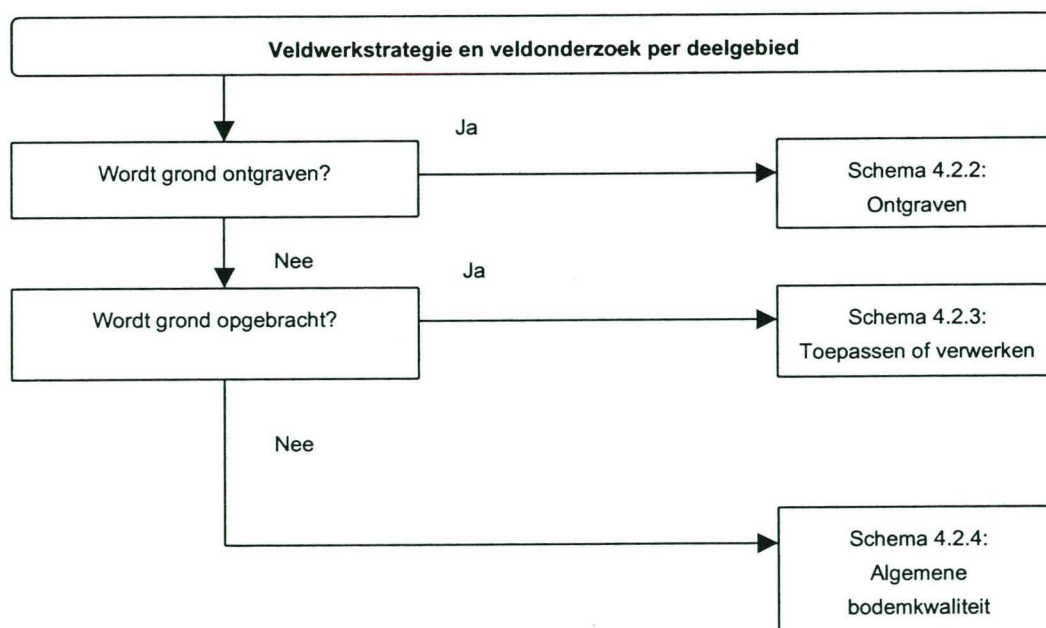 Veldwerkstrategie en veldonderzoek per deelgebied
Ja
Wordt grond ontgraven?
Schema 4.2.2:
Ontgraven
Nee
Ja
Wordt grond opgebracht?
Schema 4.2.3:
Toepassen of verwerken
Nee
Schema 4.2.4:
Algemene
bodemkwaliteit